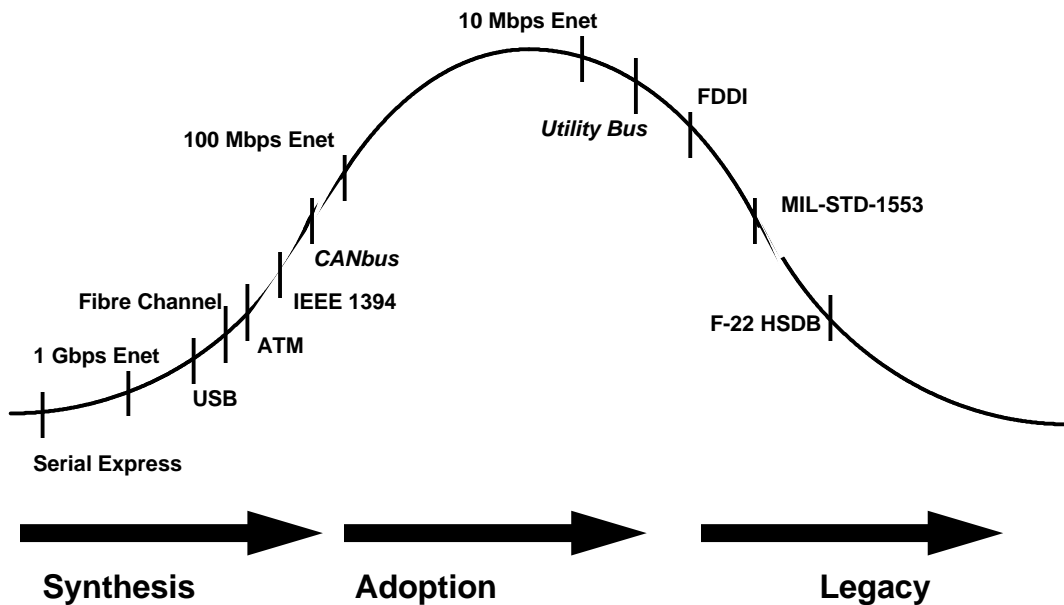 10 Mbps Enet
FDDI
Utility Bus
100 Mbps Enet
MIL-STD-1553
CANbus
Fibre Channel
IEEE 1394
F-22 HSDB
ATM
1 Gbps Enet
USB
Serial Express
Synthesis
Adoption
Legacy